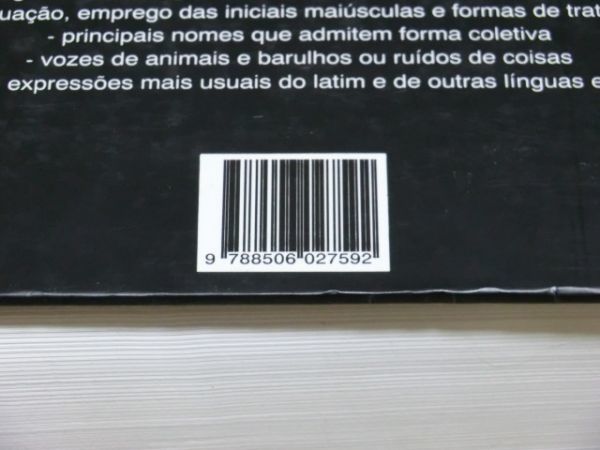 uação, emprego das iniciais maiúsculas e formas de trat
- principais nomes que admitem forma coletiva
- vozes de animais e barulhos ou ruídos de coisas
expressões mais usuais do latim e de outras línguas e
9 788506 027592